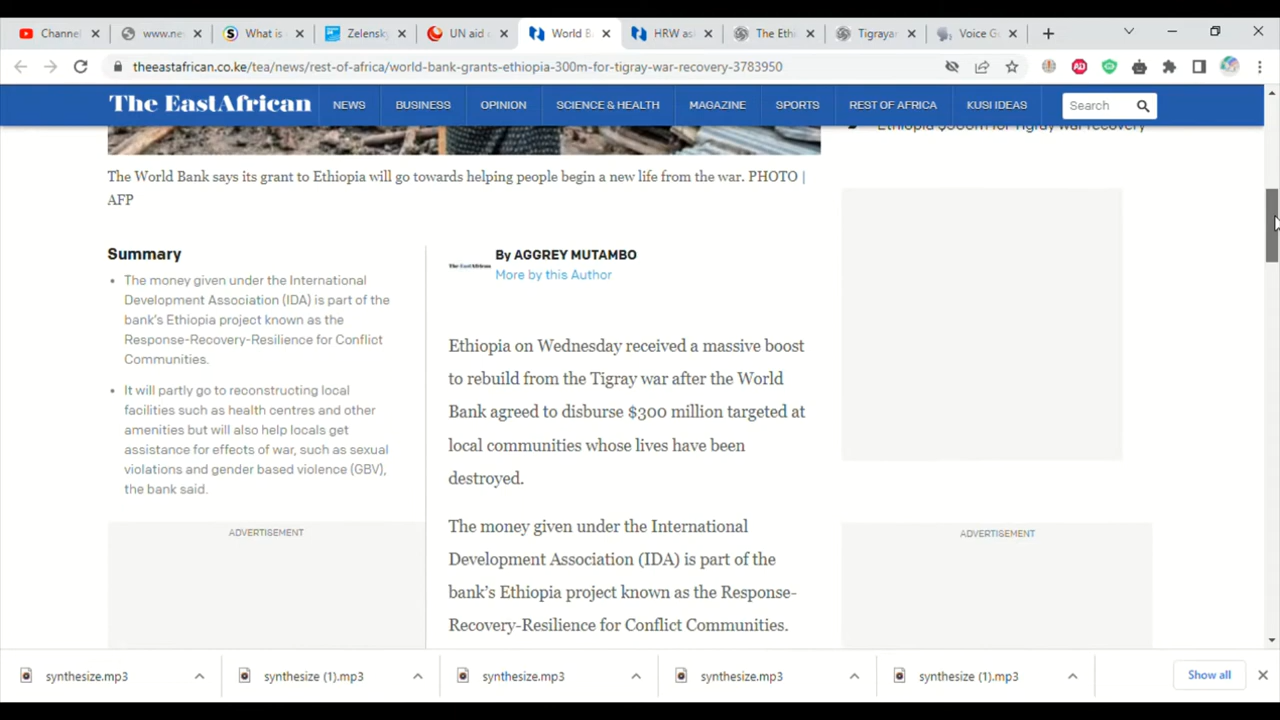 Channel
www.ne
What is
Zelensk
UN aid
World B
HRW as
The Ethi
Tigraya
Voice G
theeastafrican.co.ke/tea/news/rest-of-africa/world-bank-grants-ethiopia-300m-for-tigray-war-recovery-3783950
The EastAfrican
NEWS
BUSINESS
OPINION
SCIENCE & HEALTH
MAGAZINE
SPORTS
REST OF AFRICA
KUSI IDEAS
Search
Ethiopia $300m for Tigray war recovery
The World Bank says its grant to Ethiopia will go towards helping people begin a new life from the war. PHOTO |
AFP
Summary
The money given under the International
Development Association (IDA) is part of the
bank's Ethiopia project known as the
Response-Recovery-Resilience for Conflict
Communities.
It will partly go to reconstructing local
facilities such as health centres and other
amenities but will also help locals get
assistance for effects of war, such as sexual
violations and gender based violence (GBV),
the bank said.
ADVERTISEMENT
The EastAfrican
By AGGREY MUTAMBO
More by this Author
Ethiopia on Wednesday received a massive boost
to rebuild from the Tigray war after the World
Bank agreed to disburse $300 million targeted at
local communities whose lives have been
destroyed.
The money given under the International
Development Association (IDA) is part of the
bank's Ethiopia project known as the Response-
Recovery-Resilience for Conflict Communities.
ADVERTISEMENT
synthesize.mp3
synthesize (1).mp3
synthesize.mp3
synthesize.mp3
synthesize (1).mp3
Show all